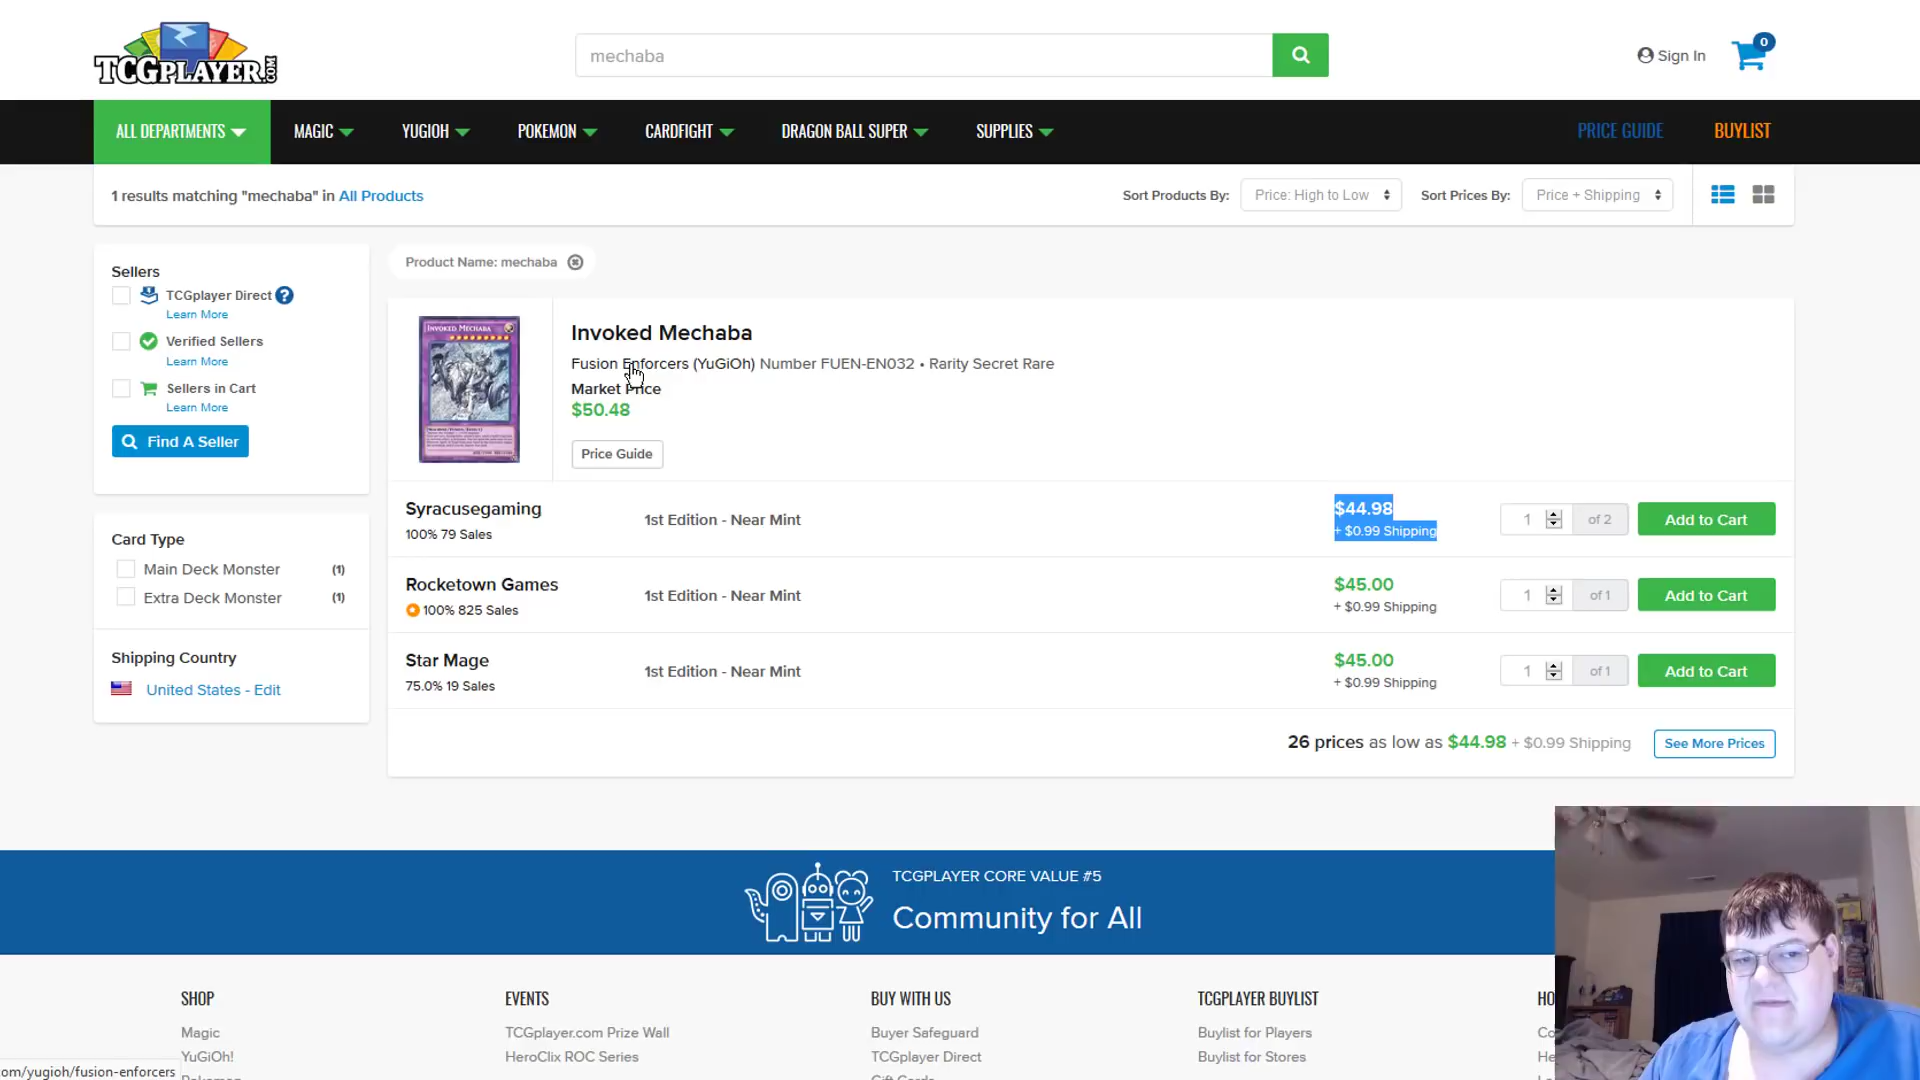 TCGPLAYER.COM
mechaba
Sign In
0
ALL DEPARTMENTS
MAGIC
YUGIOH
POKEMON
CARDFIGHT
DRAGON BALL SUPER
SUPPLIES
PRICE GUIDE
BUYLIST
1 results matching "mechaba" in All Products
Sort Products By:
Price: High to Low
Sort Prices By:
Price + Shipping
Sellers
TCGplayer Direct ?
Learn More
Verified Sellers
Learn More
Sellers in Cart
Learn More
Find A Seller
Card Type
Main Deck Monster (1)
Extra Deck Monster (1)
Shipping Country
United States - Edit
Product Name: mechaba
INVOKED MECHABA
Invoked Mechaba
Fusion Enforcers (YuGiOh) Number FUEN-EN032 • Rarity Secret Rare
Market Price
$50.48
Price Guide
Syracusegaming
100% 79 Sales
1st Edition - Near Mint
$44.98
+ $0.99 Shipping
1 of 2
Add to Cart
Rocketown Games
100% 825 Sales
1st Edition - Near Mint
$45.00
+ $0.99 Shipping
1 of 1
Add to Cart
Star Mage
75.0% 19 Sales
1st Edition - Near Mint
$45.00
+ $0.99 Shipping
1 of 1
Add to Cart
26 prices as low as $44.98 + $0.99 Shipping
See More Prices
TCGPLAYER CORE VALUE #5
Community for All
SHOP
Magic
YuGiOh!
EVENTS
TCGplayer.com Prize Wall
HeroClix ROC Series
BUY WITH US
Buyer Safeguard
TCGplayer Direct
TCGPLAYER BUYLIST
Buylist for Players
Buylist for Stores
HO
Co
He
om/yugioh/fusion-enforcers